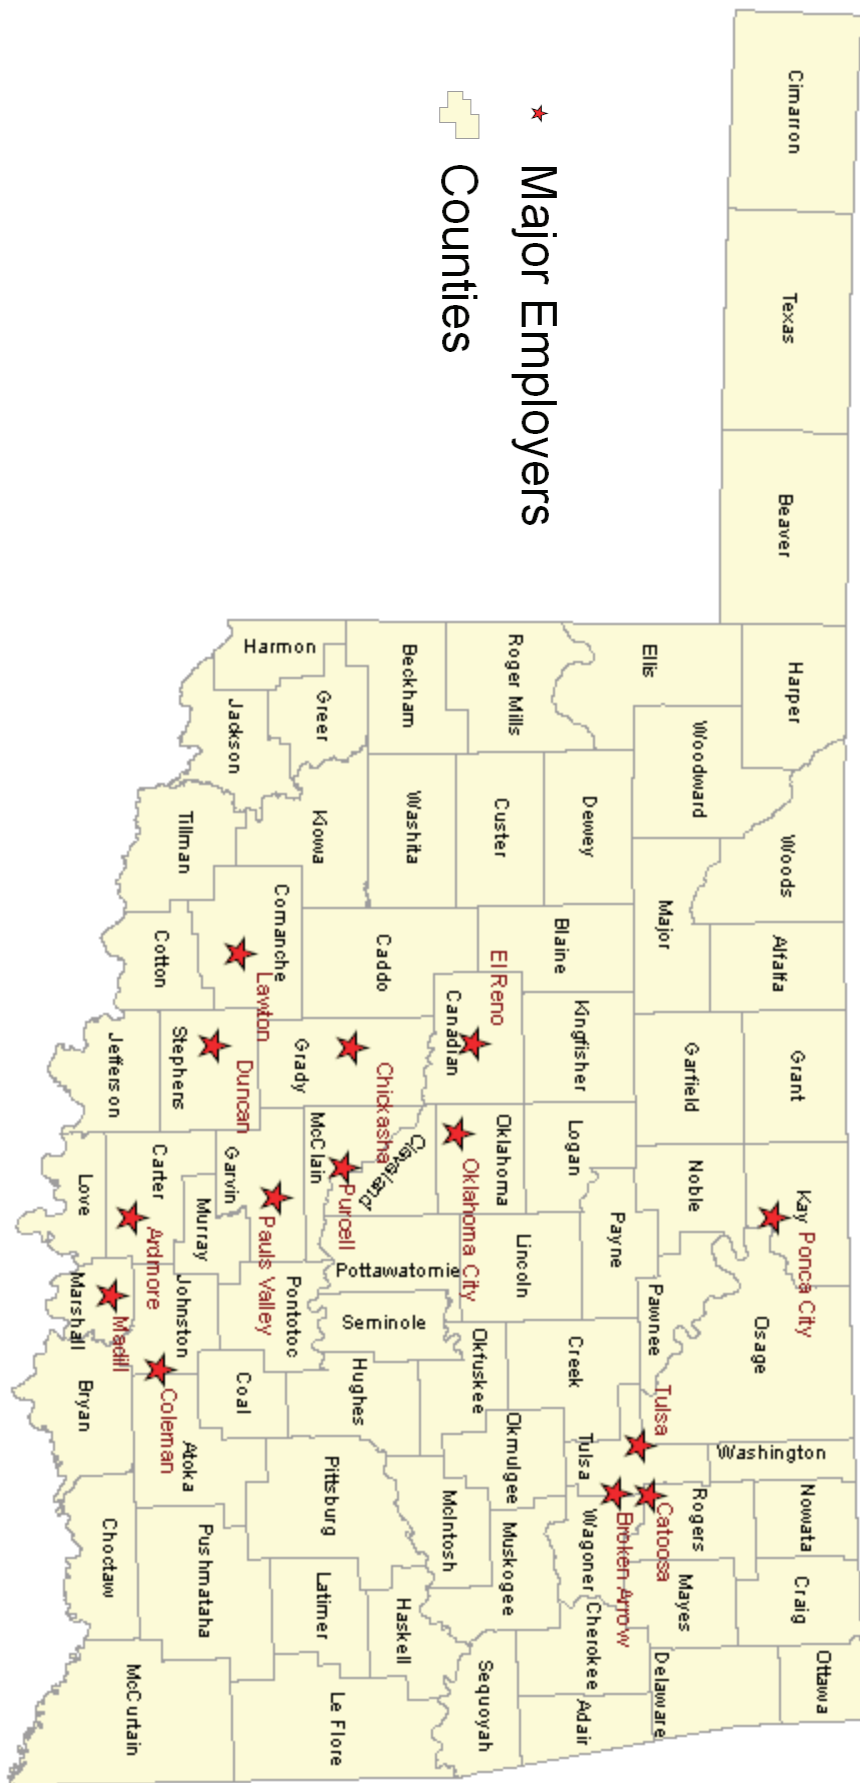 Cimarron
Texas
Beaver
Harper
Woods
Alfalfa
Grant
Kay
Ponca City
Osage
Washington
Nowata
Craig
Ottawa
Ellis
Woodward
Major
Garfield
Noble
Pawnee
Tulsa
Rogers
Catoosa
Mayes
Delaware
Major Employers
Roger Mills
Dewey
Blaine
Kingfisher
Logan
Payne
Creek
Tulsa
Broken Arrow
Wagoner
Cherokee
Adair
Counties
Custer
El Reno
Canadian
Oklahoma
Oklahoma City
Lincoln
Okfuskee
Okmulgee
Muskogee
McIntosh
Sequoyah
Beckham
Washita
Caddo
Chickasha
Grady
Cleveland
McClain
Purcell
Pottawatomie
Seminole
Hughes
Haskell
Harmon
Greer
Kiowa
Comanche
Lawton
Pauls Valley
Garvin
Pontotoc
Pittsburg
Latimer
Le Flore
Jackson
Tillman
Cotton
Stephens
Duncan
Murray
Johnston
Coal
Atoka
Coleman
Pushmataha
Jefferson
Carter
Ardmore
Love
Madill
Marshall
Bryan
Choctaw
McCurtain